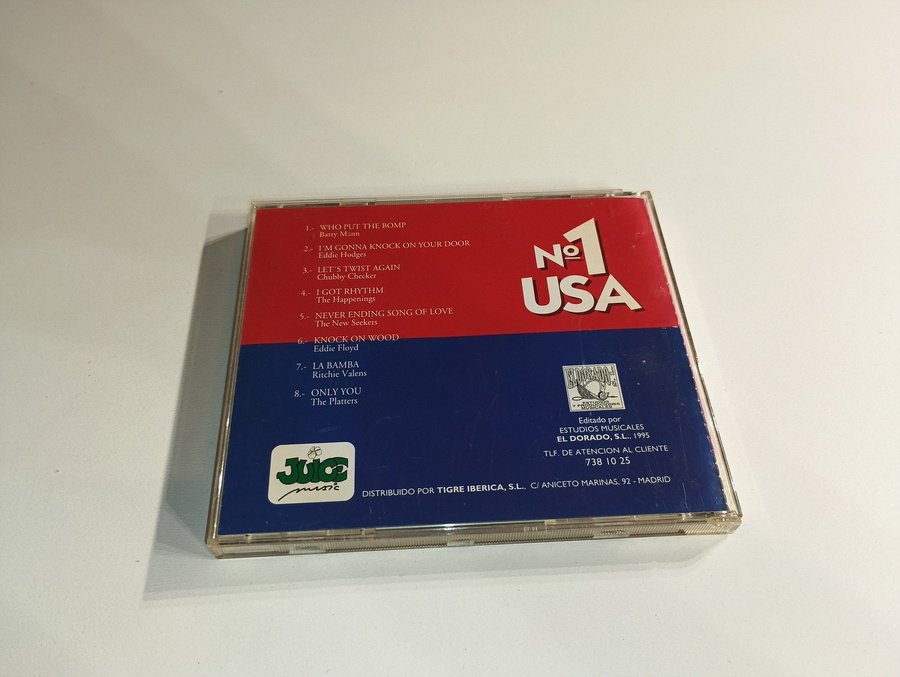 1.- WHO PUT THE BOMP
Barry Mann
2.- I'M GONNA KNOCK ON YOUR DOOR
Eddie Hodges
3.- LET'S TWIST AGAIN
Chubby Checker
4.- I GOT RHYTHM
The Happenings
5.- NEVER ENDING SONG OF LOVE
The New Seekers
6.- KNOCK ON WOOD
Eddie Floyd
7.- LA BAMBA
Ritchie Valens
8.- ONLY YOU
The Platters
Nº1
USA
ESTUDIOS
Y PRODUCCIONES
MUSICALES
Editado por
ESTUDIOS MUSICALES
EL DORADO, S.L., 1995
TLF. DE ATENCION AL CLIENTE
738 10 25
JUICE
music
DISTRIBUIDO POR TIGRE IBERICA, S.L. C/ ANICETO MARINAS, 92 - MADRID